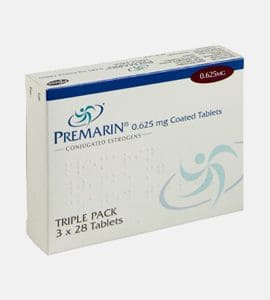 0.625MG
PREMARIN® 0.625 mg Coated Tablets
CONJUGATED ESTROGENS
TRIPLE PACK
3 x 28 Tablets